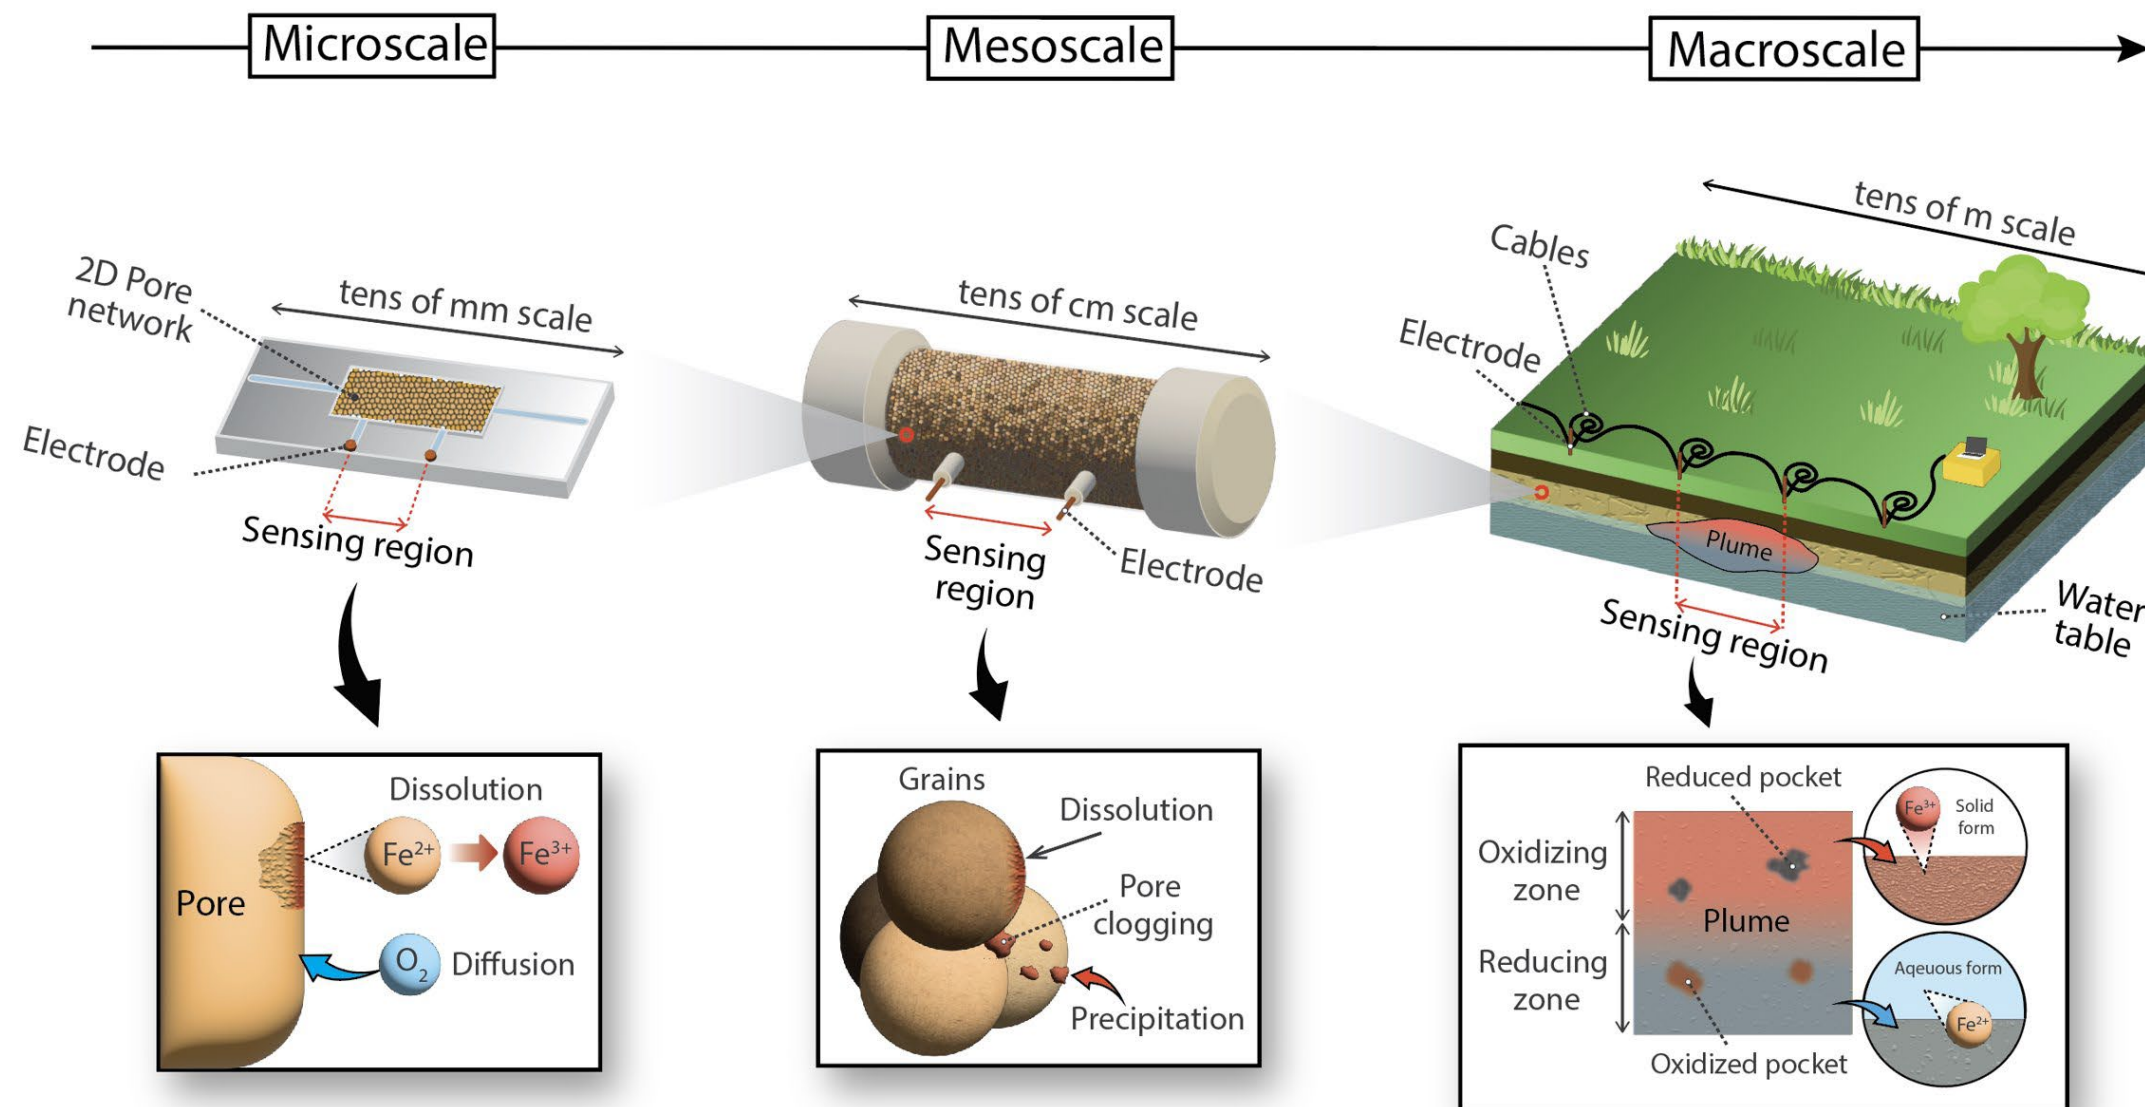 Microscale
Mesoscale
Macroscale
2D Pore
network
tens of mm scale
Electrode
Sensing region
tens of cm scale
Sensing
region
Electrode
tens of m scale
Cables
Electrode
Plume
Sensing region
Water
table
Dissolution
Fe²⁺
Fe³⁺
Pore
O₂
Diffusion
Grains
Dissolution
Pore
clogging
Precipitation
Reduced pocket
Oxidizing
zone
Plume
Reducing
zone
Oxidized pocket
Fe³⁺
Solid
form
Aqeuous form
Fe²⁺